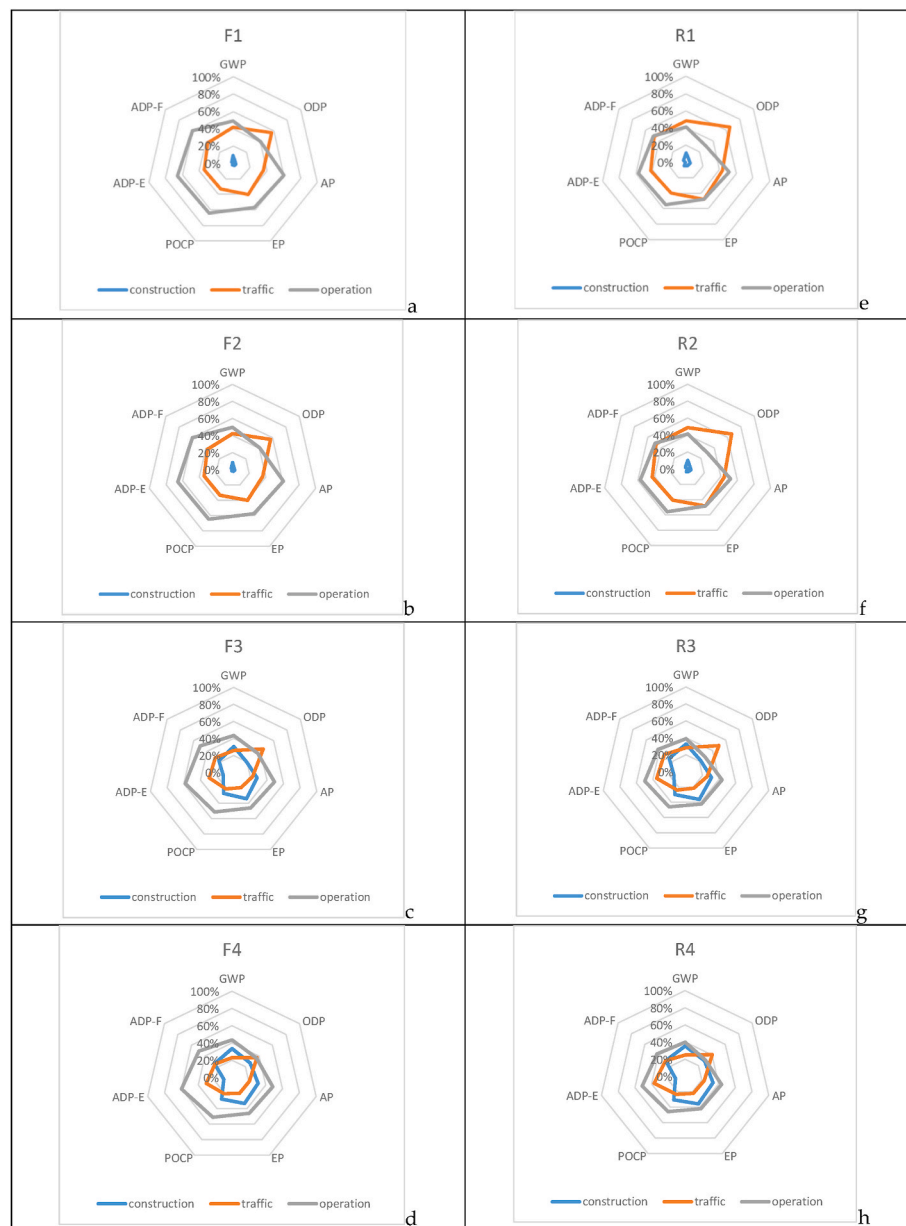 F1
GWP
100%
80%
60%
40%
20%
0%
ODP
AP
EP
POCP
ADP-E
ADP-F
construction traffic operation
a
R1
GWP
100%
80%
60%
40%
20%
0%
ODP
AP
EP
POCP
ADP-E
ADP-F
construction traffic operation
e
F2
GWP
100%
80%
60%
40%
20%
0%
ODP
AP
EP
POCP
ADP-E
ADP-F
construction traffic operation
b
R2
GWP
100%
80%
60%
40%
20%
0%
ODP
AP
EP
POCP
ADP-E
ADP-F
construction traffic operation
f
F3
GWP
100%
80%
60%
40%
20%
0%
ODP
AP
EP
POCP
ADP-E
ADP-F
construction traffic operation
c
R3
GWP
100%
80%
60%
40%
20%
0%
ODP
AP
EP
POCP
ADP-E
ADP-F
construction traffic operation
g
F4
GWP
100%
80%
60%
40%
20%
0%
ODP
AP
EP
POCP
ADP-E
ADP-F
construction traffic operation
d
R4
GWP
100%
80%
60%
40%
20%
0%
ODP
AP
EP
POCP
ADP-E
ADP-F
construction traffic operation
h